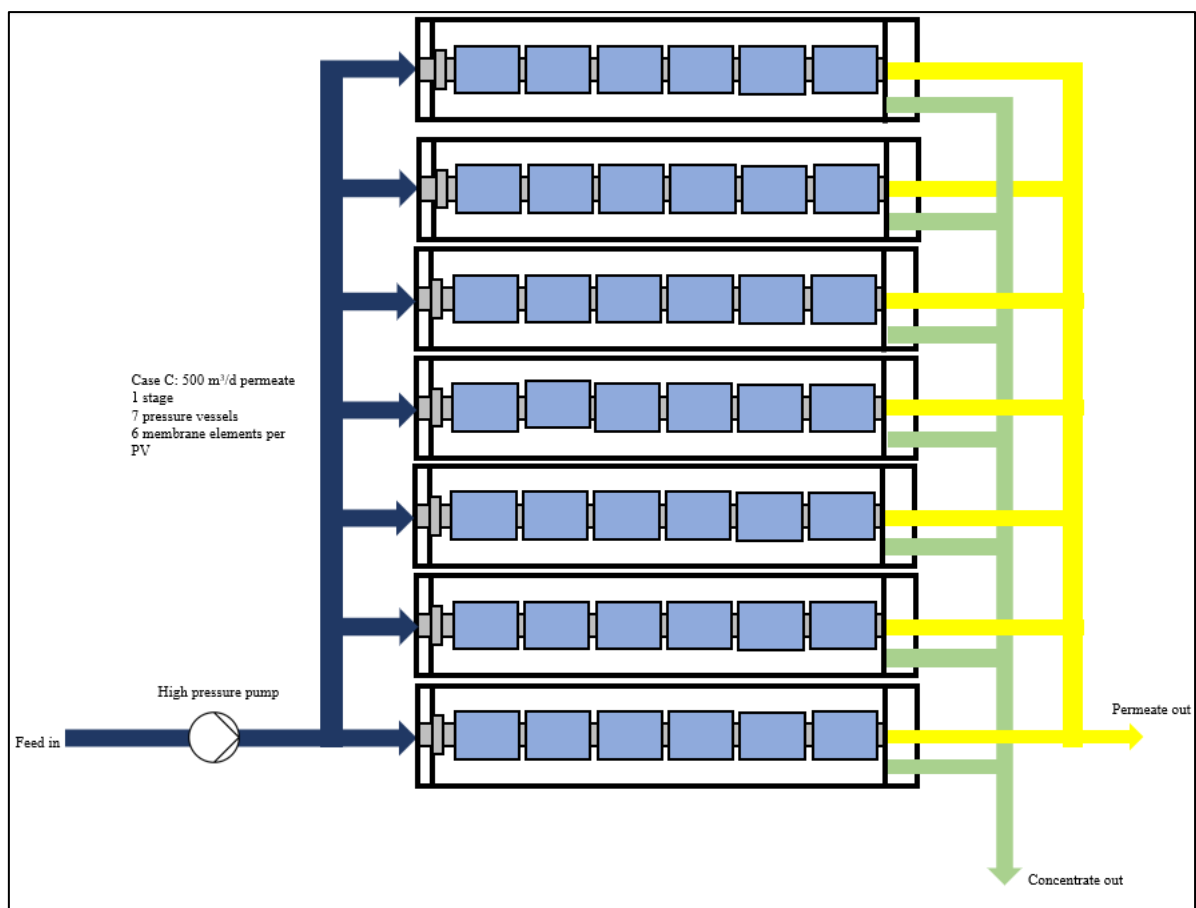 Case C: 500 m³/d permeate
1 stage
7 pressure vessels
6 membrane elements per
PV
High pressure pump
Feed in
Permeate out
Concentrate out